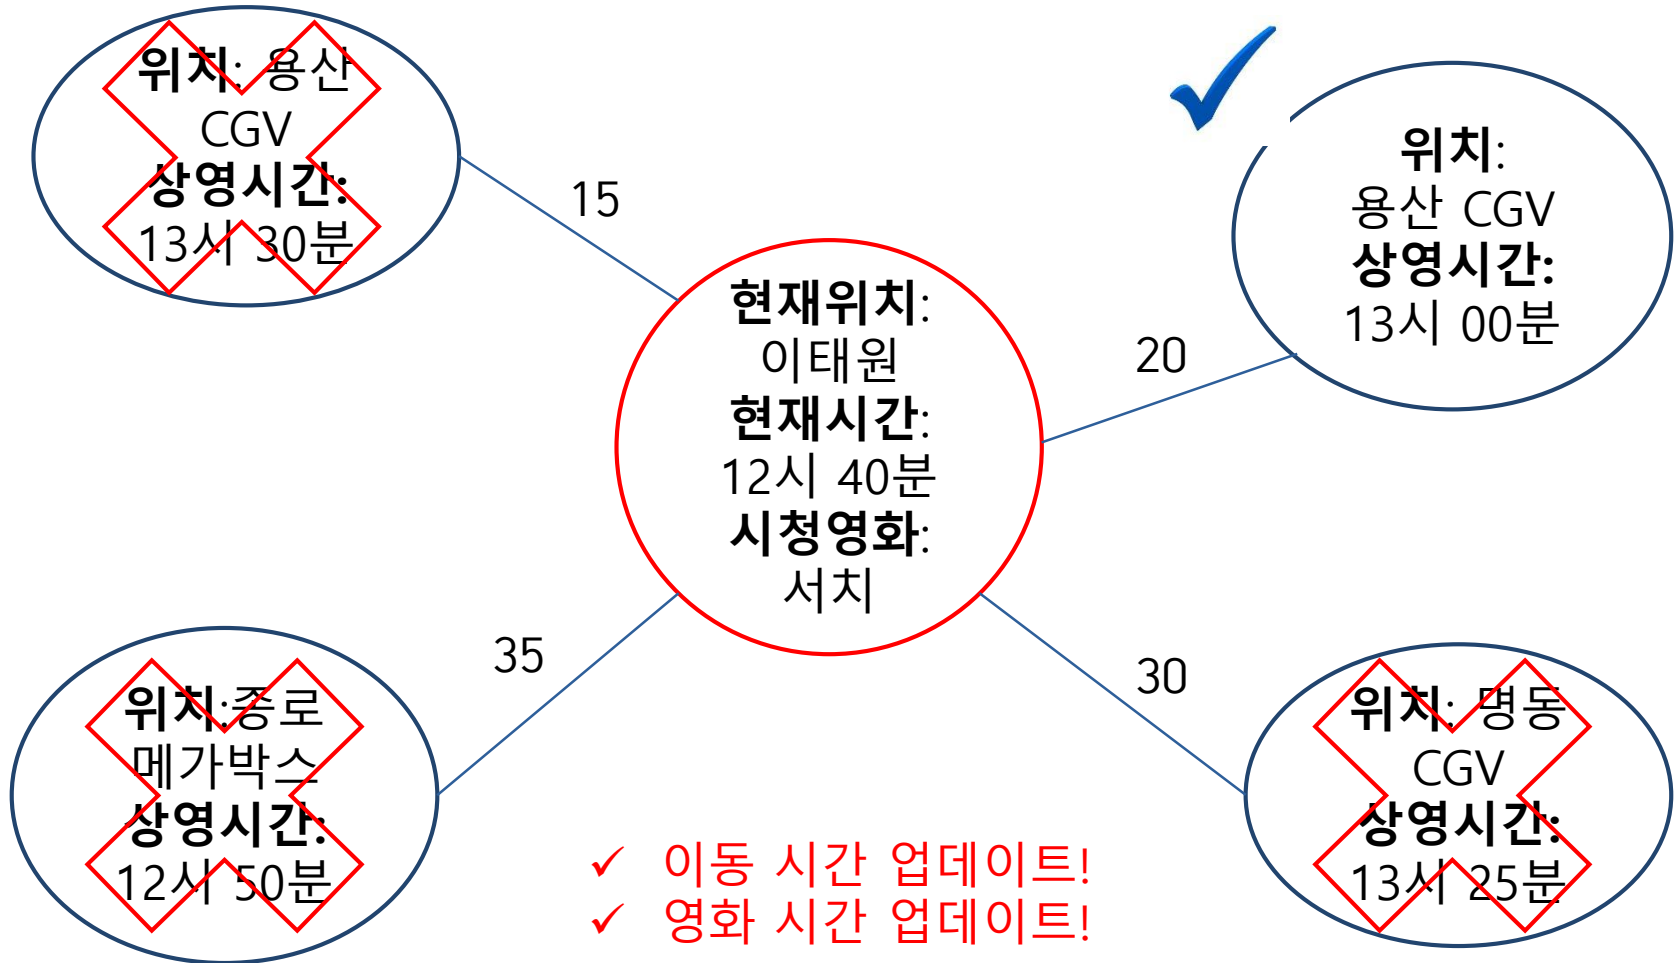 위치: 용산
CGV
상영시간:
13시 30분
15
위치:
용산 CGV
상영시간:
13시 00분
20
현재위치:
이태원
현재시간:
12시 40분
시청영화:
서치
35
30
위치:종로
메가박스
상영시간:
12시 50분
위치: 명동
CGV
상영시간:
13시 25분
✓ 이동 시간 업데이트!
✓ 영화 시간 업데이트!